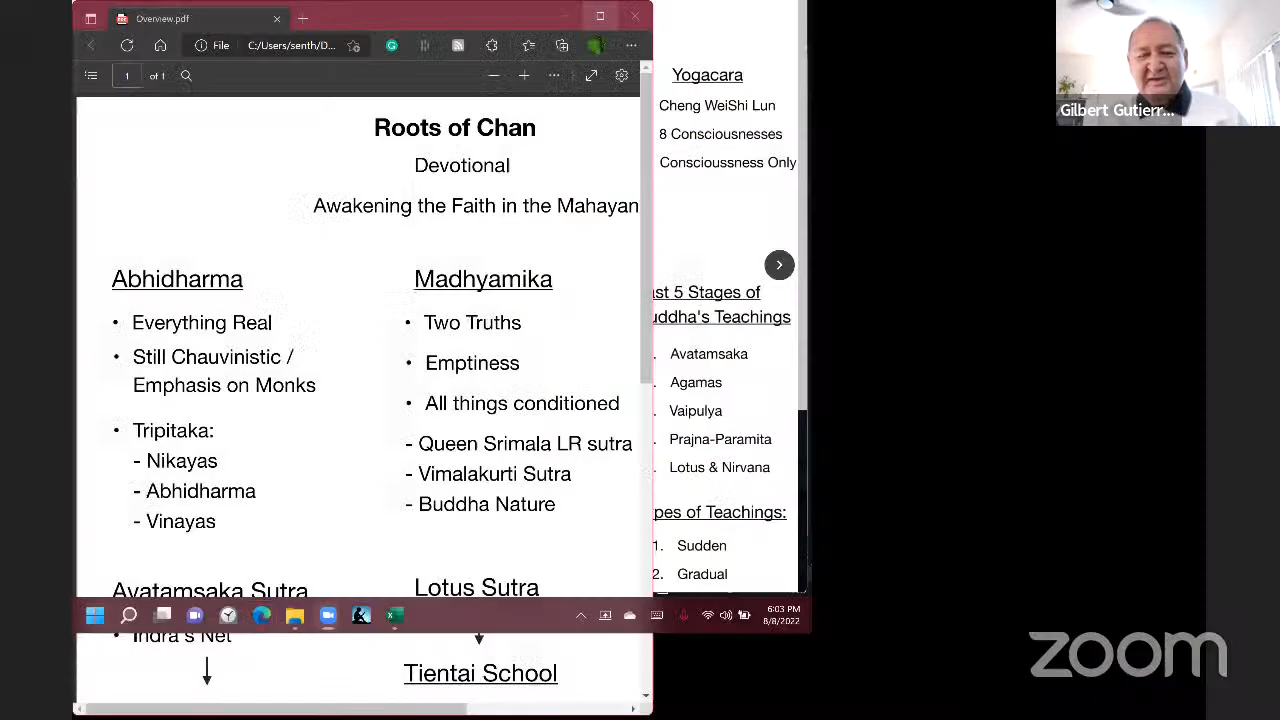 Overview.pdf
File
C:/Users/senth/D...
1
of 1
Roots of Chan
Devotional
Awakening the Faith in the Mahayan
Abhidharma
• Everything Real
• Still Chauvinistic /
Emphasis on Monks
• Tripitaka:
- Nikayas
- Abhidharma
- Vinayas
Avatamsaka Sutra
• Indra's Net
Madhyamika
• Two Truths
• Emptiness
• All things conditioned
- Queen Srimala LR sutra
- Vimalakurti Sutra
- Buddha Nature
Lotus Sutra
Tientai School
Yogacara
Cheng WeiShi Lun
8 Consciousnesses
Conscioussness Only
ast 5 Stages of
uddha's Teachings
Avatamsaka
Agamas
Vaipulya
Prajna-Paramita
Lotus & Nirvana
pes of Teachings:
1. Sudden
2. Gradual
6:03 PM
8/8/2022
Gilbert Gutierr...
zoom